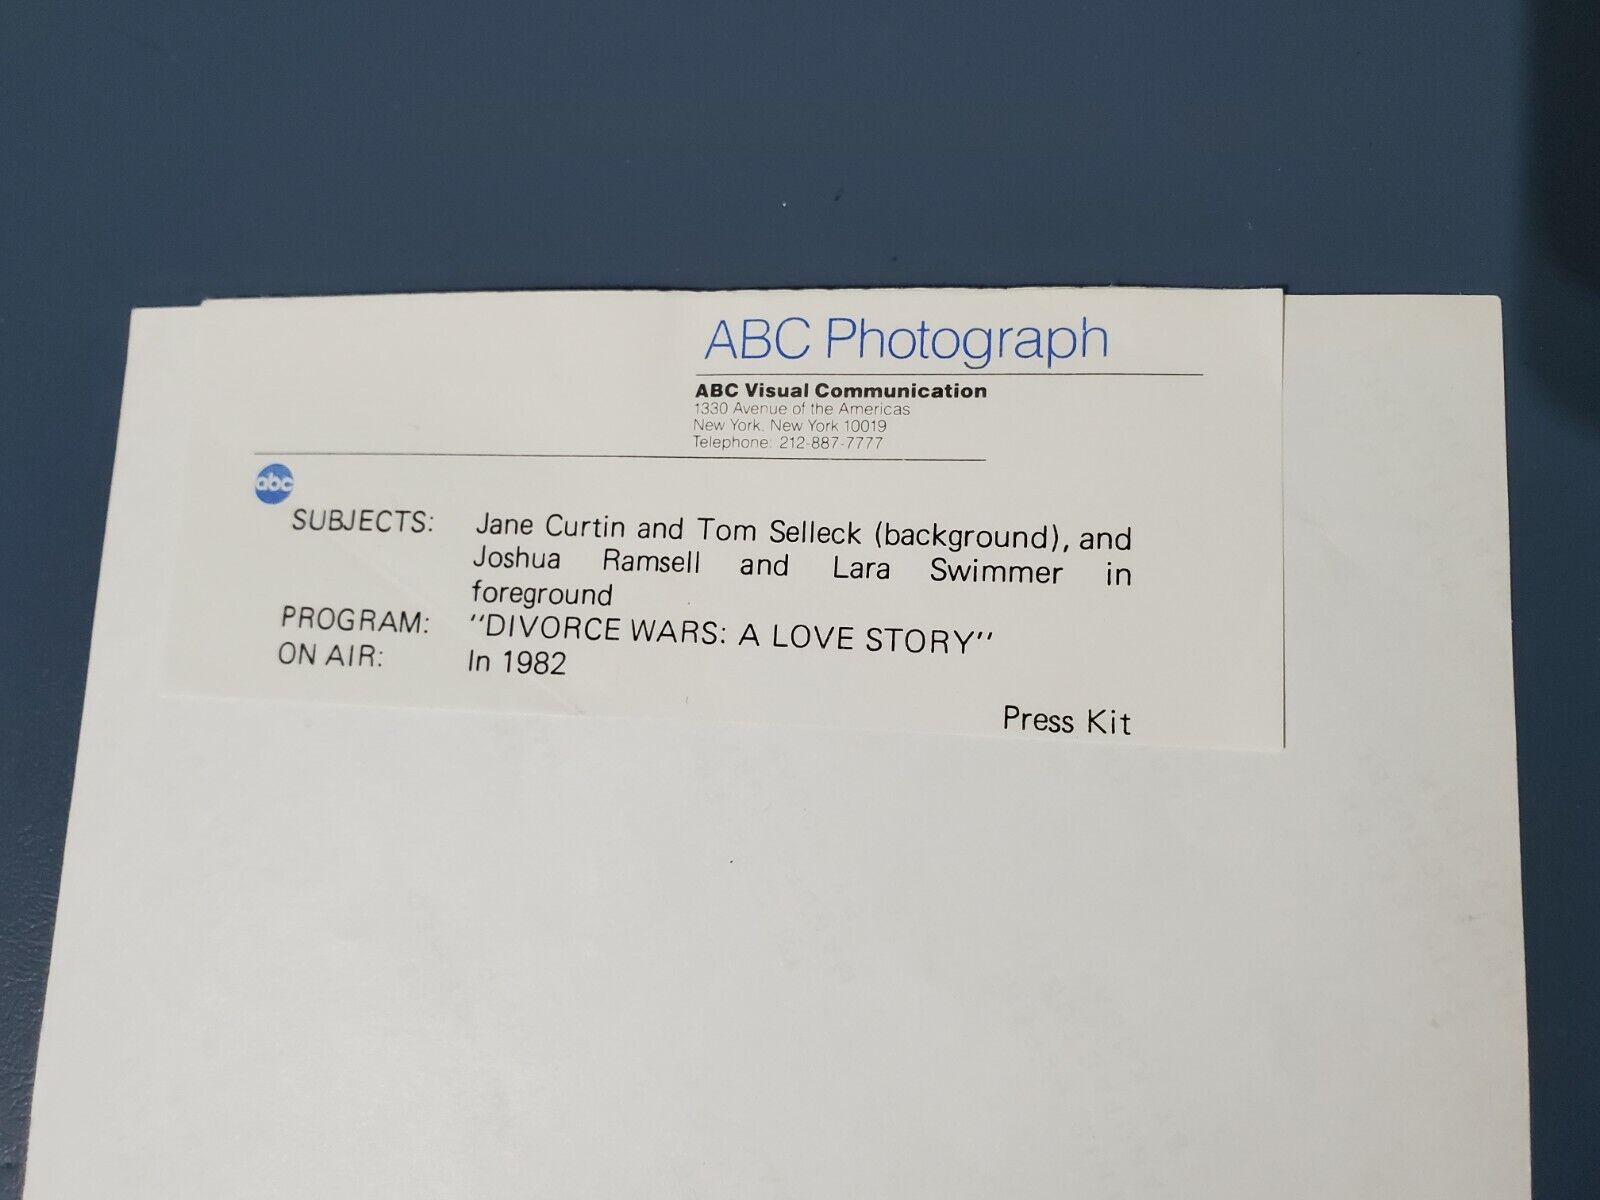 ABC Photograph
ABC Visual Communication
1330 Avenue of the Americas
New York, New York 10019
Telephone: 212-887-7777
abc
SUBJECTS: Jane Curtin and Tom Selleck (background), and
Joshua Ramsell and Lara Swimmer in
foreground
PROGRAM: "DIVORCE WARS: A LOVE STORY"
ON AIR: In 1982
Press Kit